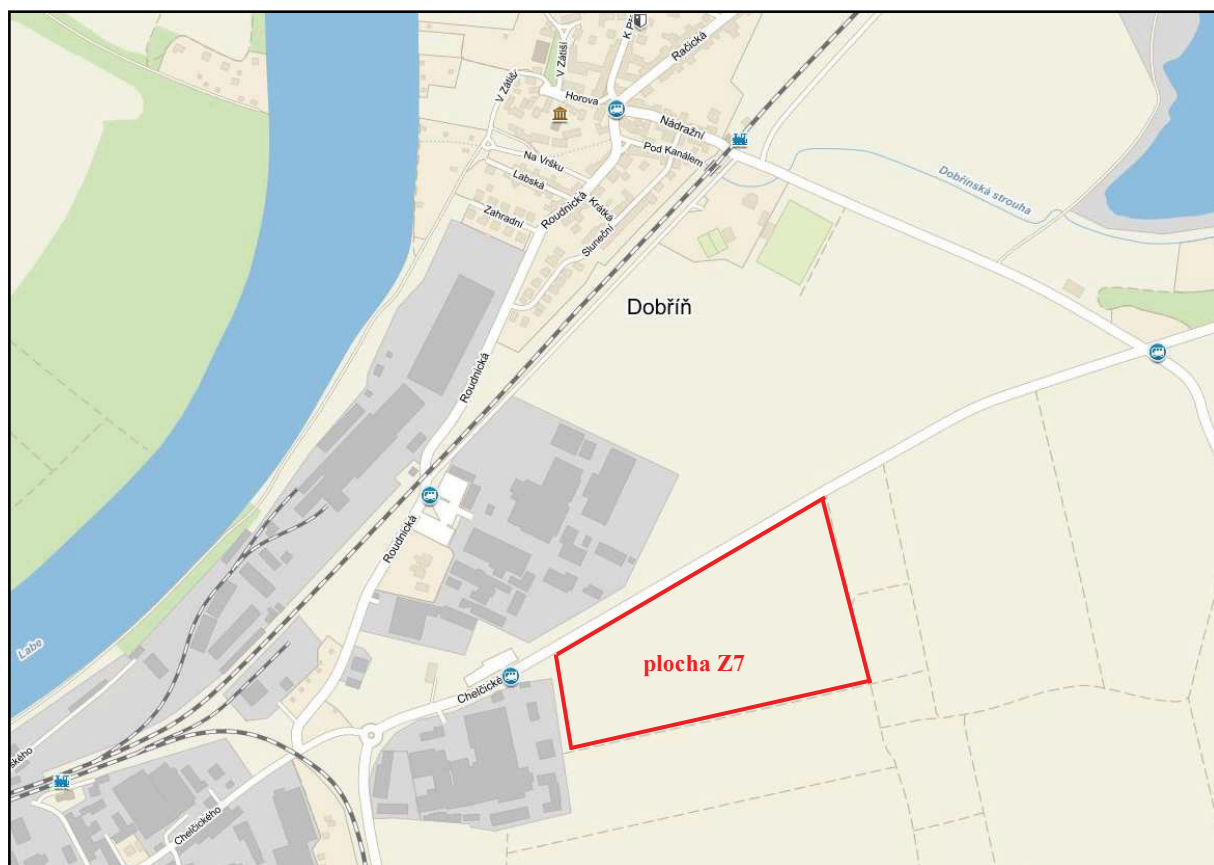 K Př
Račická
V Zátiší
V Zátiší
Horova
Nádražní
Pod Kanálem
Na Vršku
Labská
Krátká
Zahradní
Roudnická
Sluneční
Dobřínská strouha
Dobříň
Roudnická
Roudnická
Labe
plocha Z7
Chelčické
ského
Chelčického